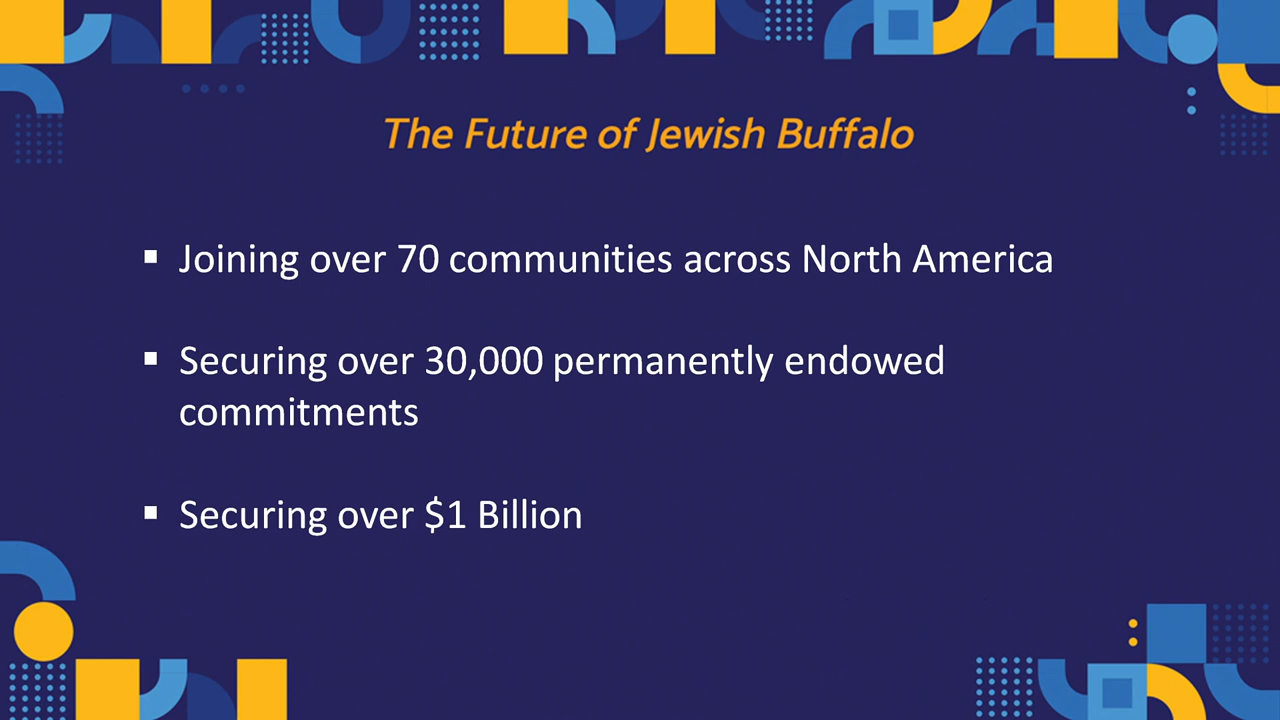 The Future of Jewish Buffalo
▪ Joining over 70 communities across North America
▪ Securing over 30,000 permanently endowed
commitments
▪ Securing over $1 Billion